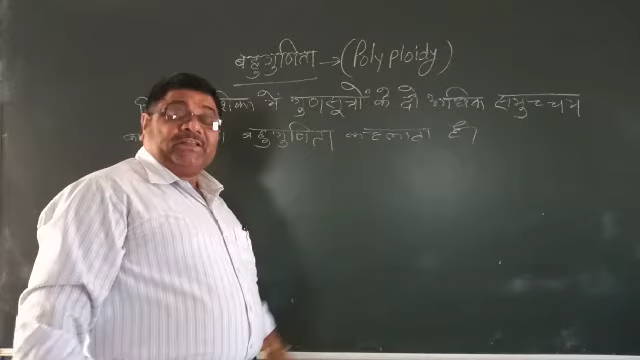 बहुगुणिता → (Polyploidy)
में गुणसूत्रों के दो अधिक समुच्चय
बहुगुणिता कहलाता है।